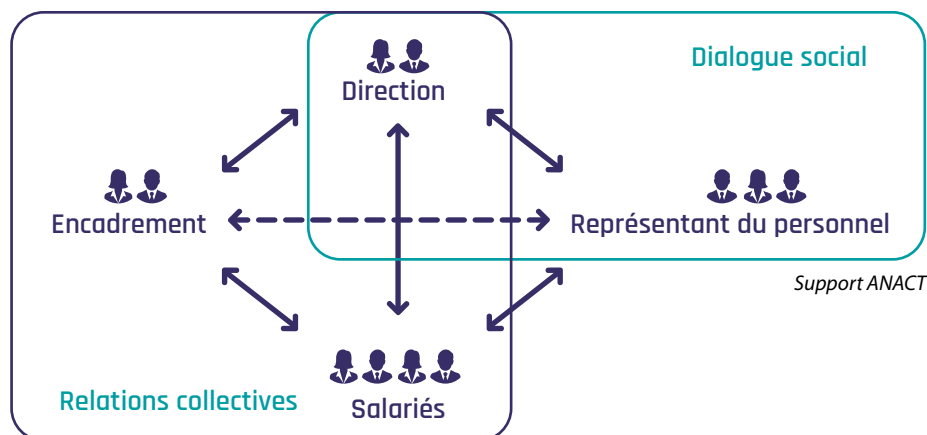 Dialogue social
Direction
Encadrement
Représentant du personnel
Support ANACT
Relations collectives
Salariés